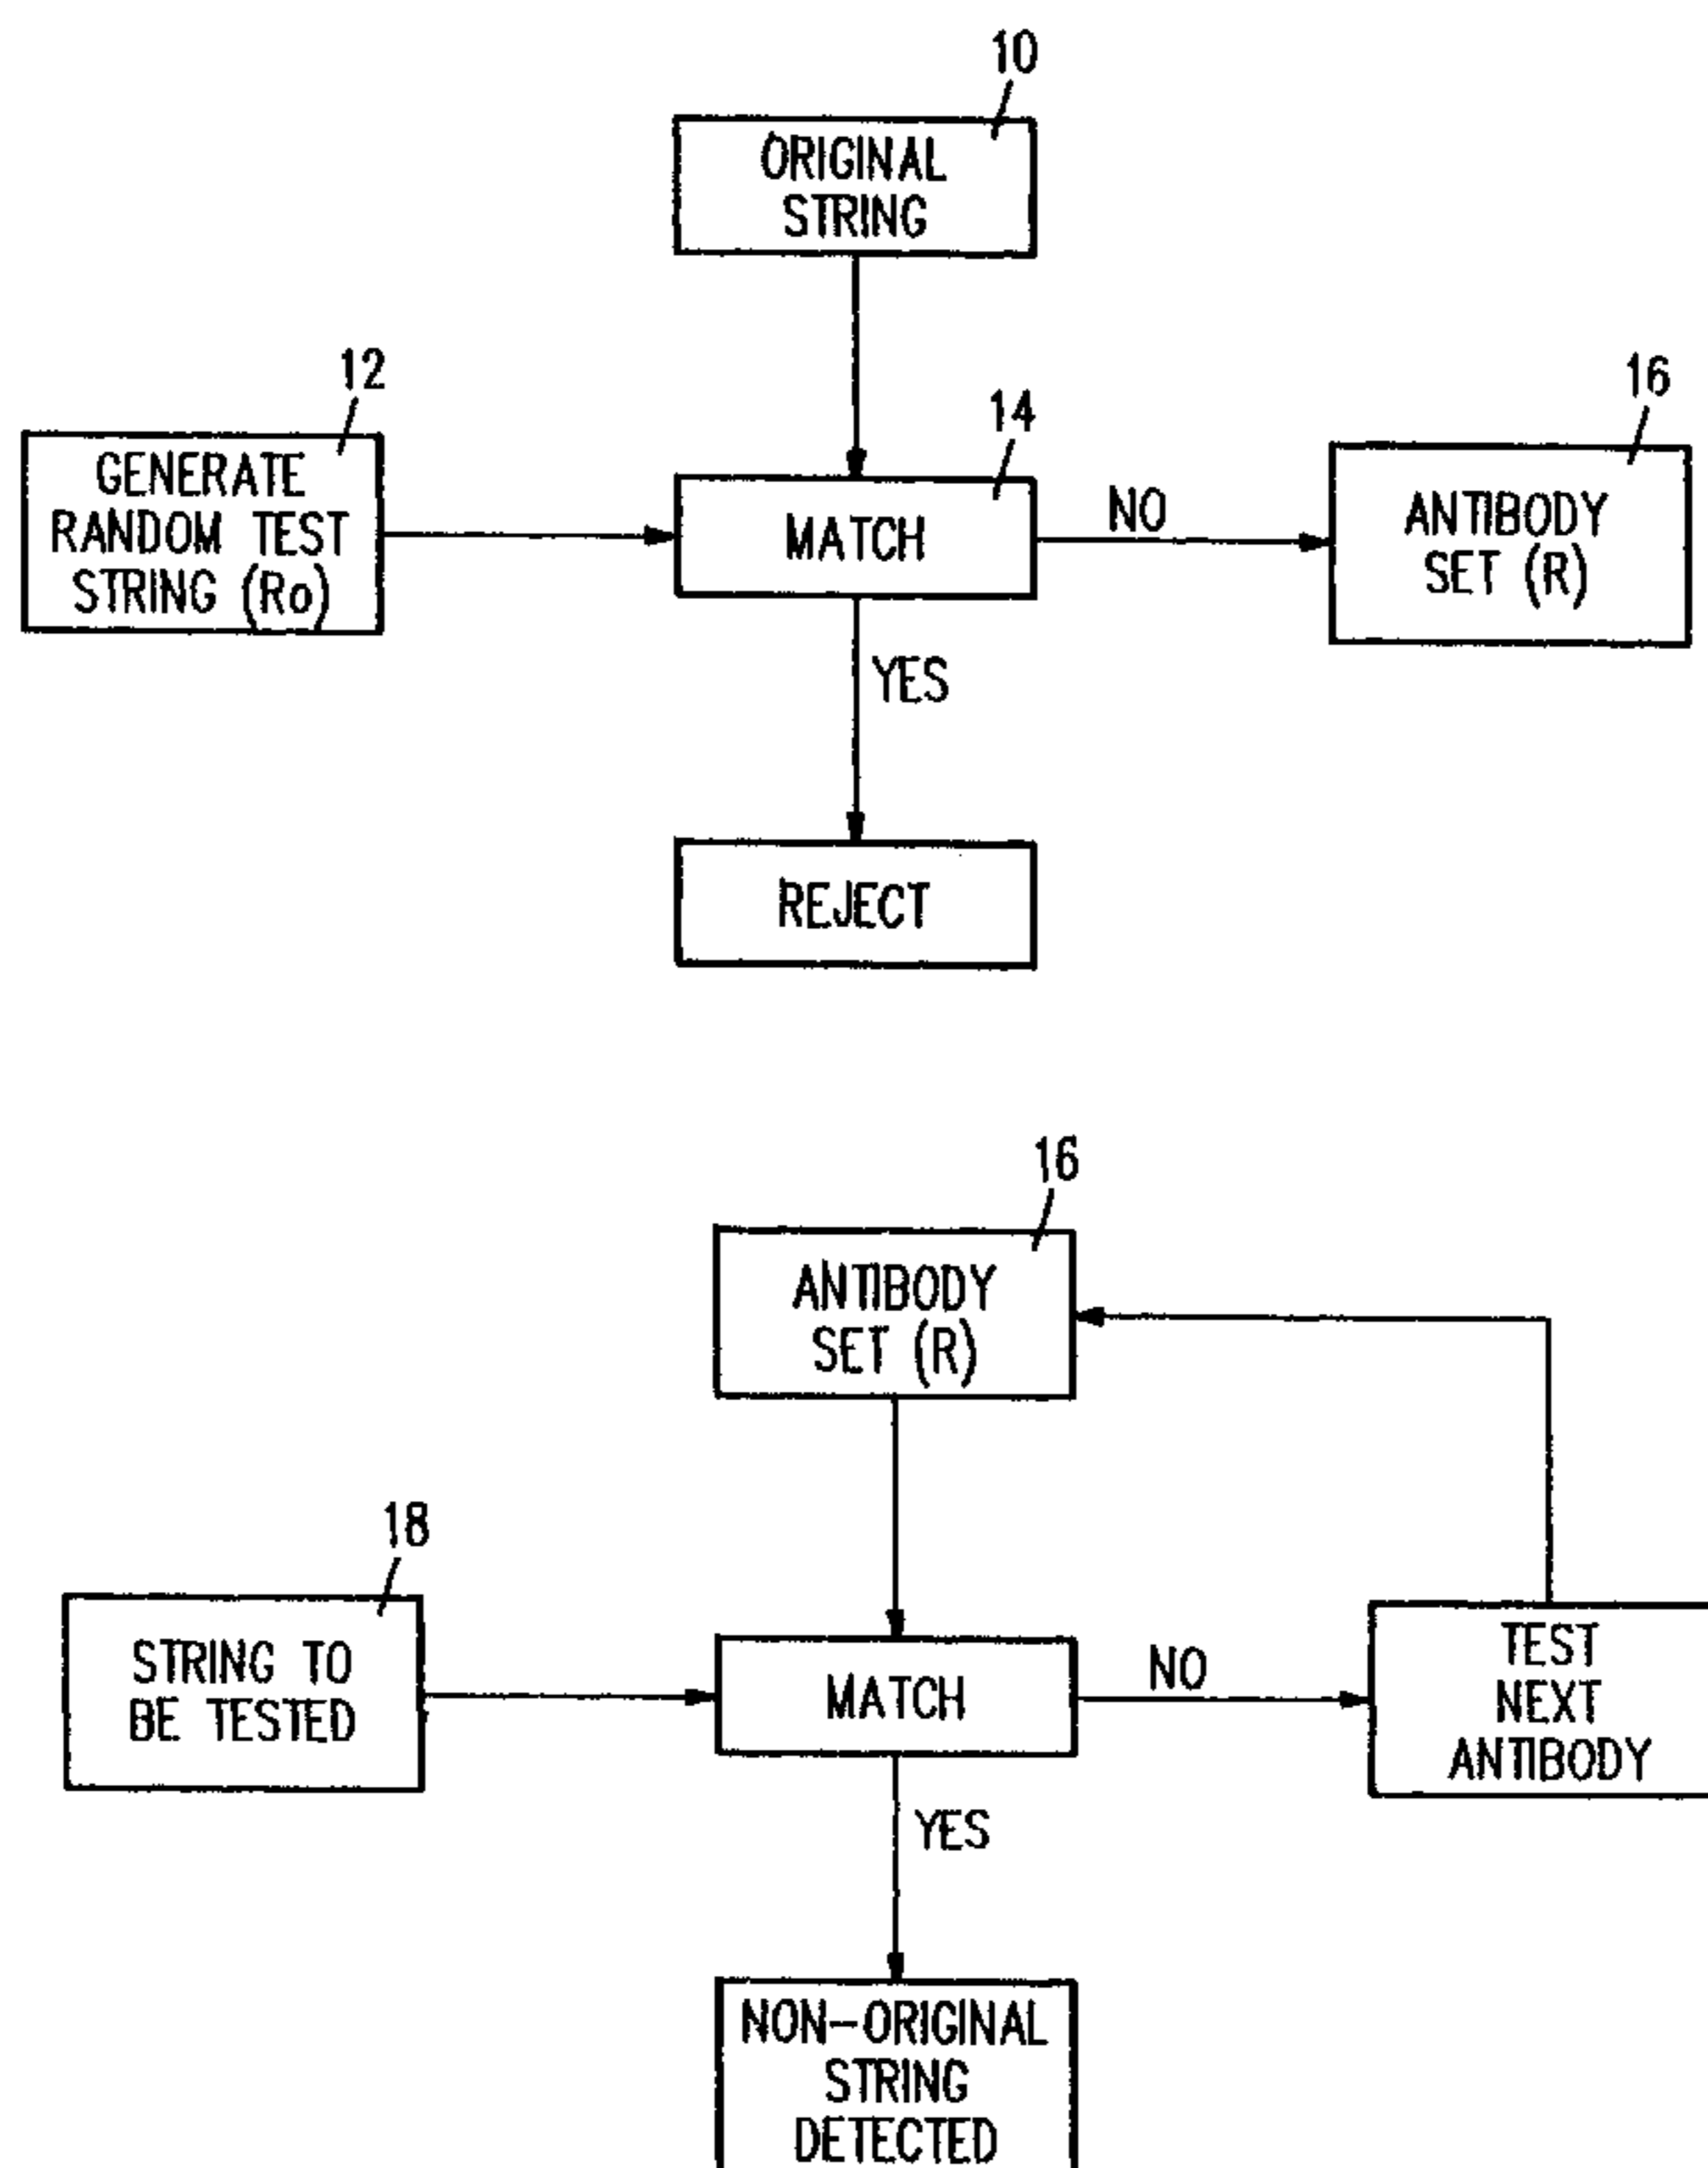 10
ORIGINAL
STRING
12
GENERATE
RANDOM TEST
STRING (Ro)
14
MATCH
NO
16
ANTIBODY
SET (R)
YES
REJECT
16
ANTIBODY
SET (R)
18
STRING TO
BE TESTED
MATCH
NO
TEST
NEXT
ANTIBODY
YES
NON-ORIGINAL
STRING
DETECTED